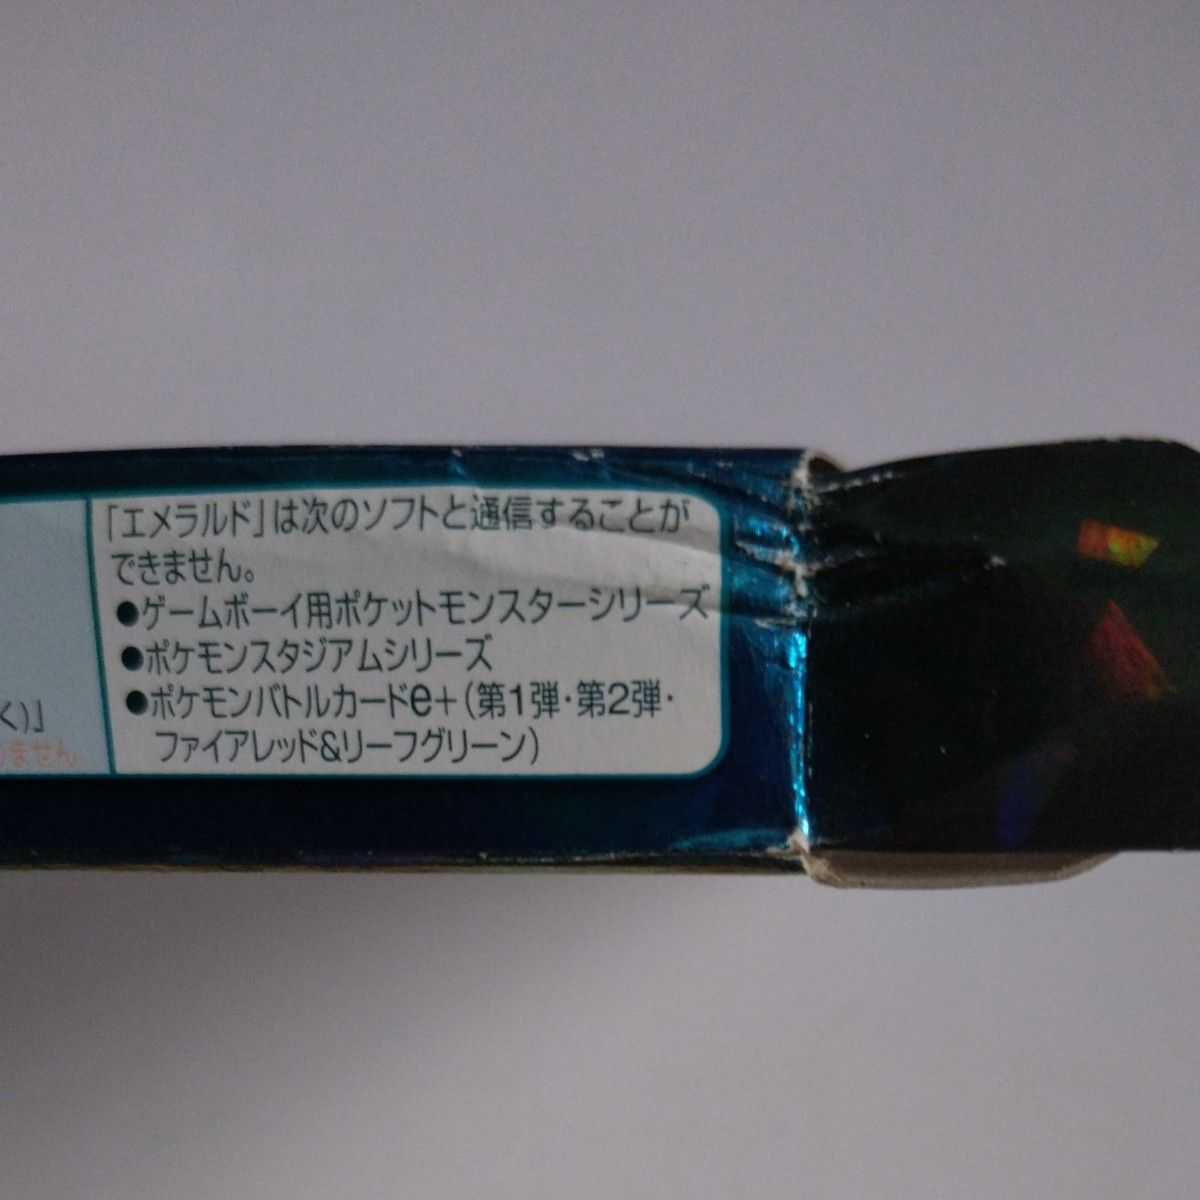 「エメラルド」は次のソフトと通信することが
できません。
●ゲームボーイ用ポケットモンスターシリーズ
●ポケモンスタジアムシリーズ
●ポケモンバトルカードe+(第1弾・第2弾・
ファイアレッド&リーフグリーン)
く)」
ません。